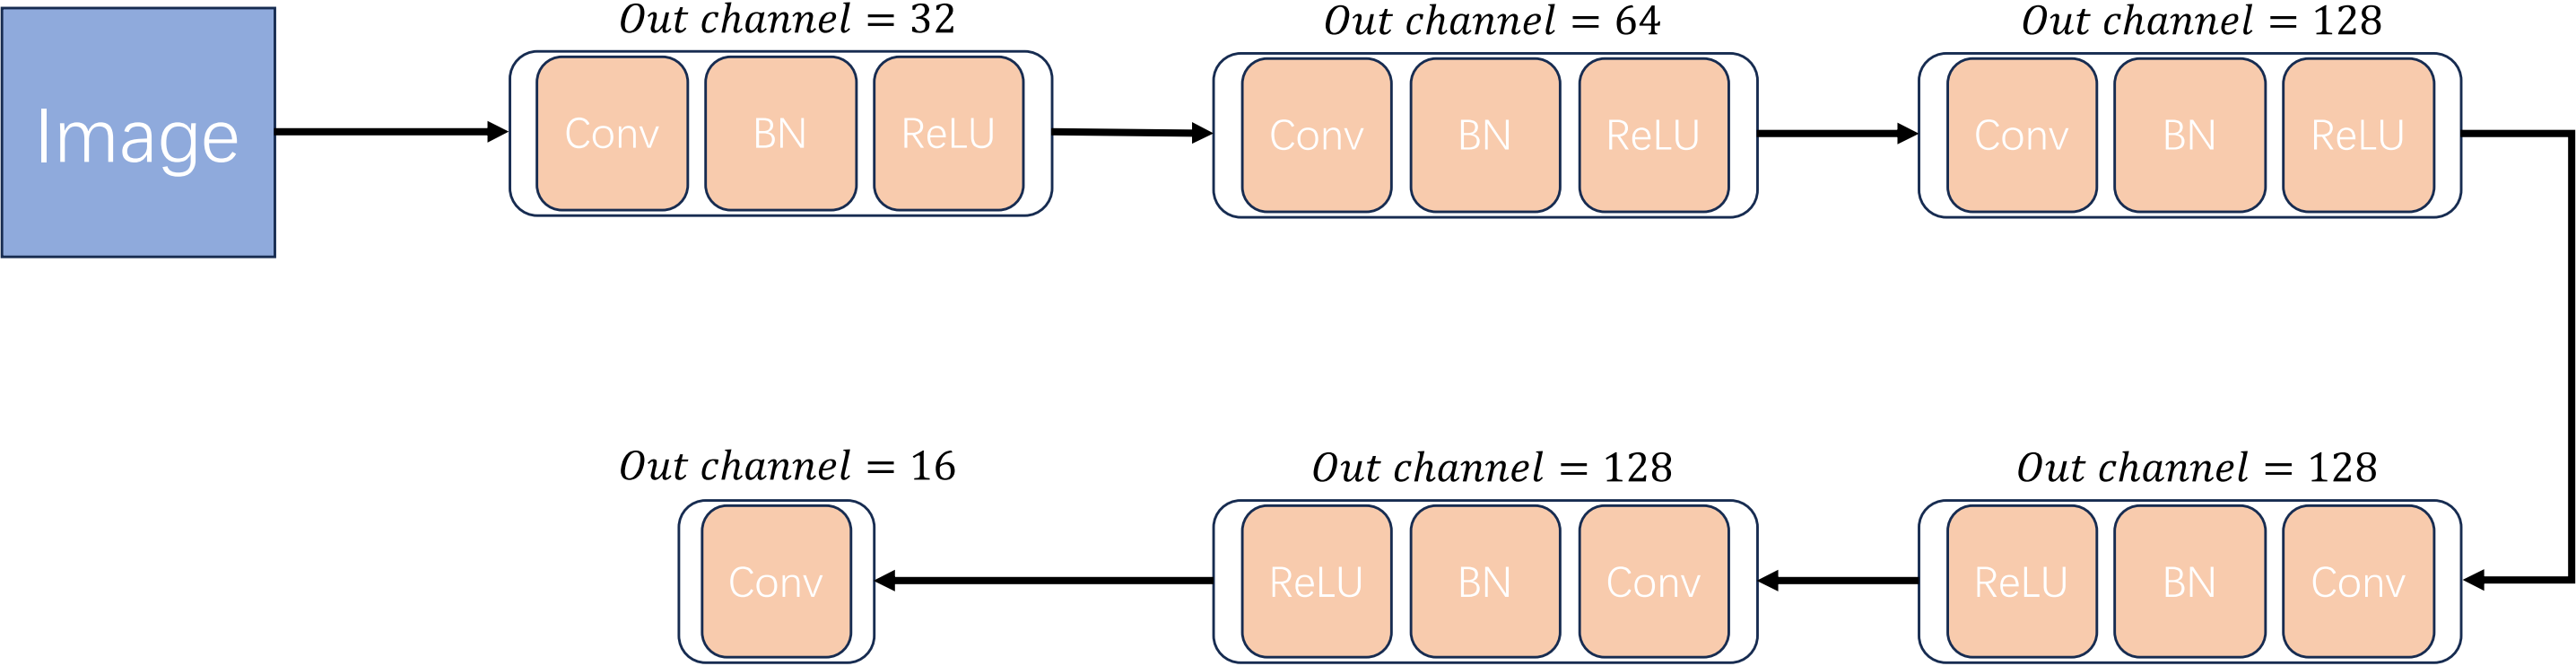 Out channel = 32
Out channel = 64
Out channel = 128
Image
Conv BN ReLU
Conv BN ReLU
Conv BN ReLU
Out channel = 16
Out channel = 128
Out channel = 128
Conv
ReLU BN Conv
ReLU BN Conv